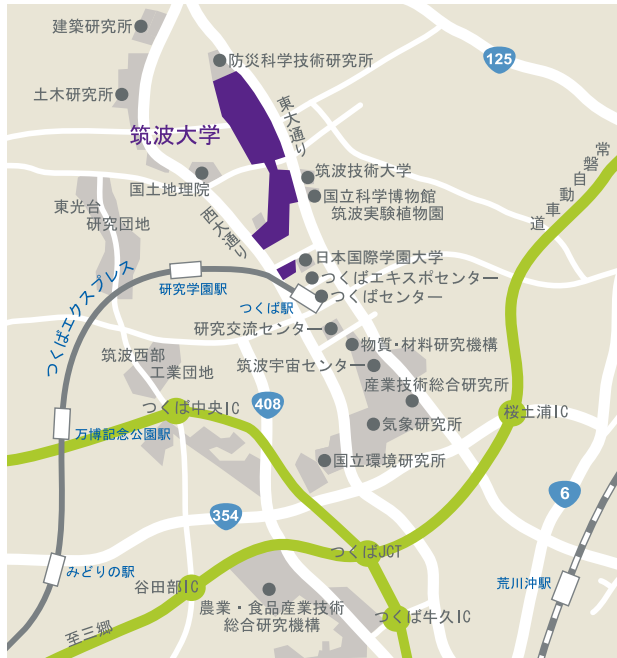 建築研究所
防災科学技術研究所
125
土木研究所
東大通り
筑波大学
常磐自動車道
筑波技術大学
国土地理院
国立科学博物館
筑波実験植物園
東光台
研究団地
西大通り
日本国際学園大学
つくばエキスポセンター
つくばエクスプレス
研究学園駅
つくばセンター
つくば駅
研究交流センター
物質・材料研究機構
筑波西部
工業団地
筑波宇宙センター
産業技術総合研究所
408
つくば中央IC
桜土浦IC
気象研究所
万博記念公園駅
国立環境研究所
6
354
つくばJCT
みどりの駅
谷田部IC
荒川沖駅
農業・食品産業技術
総合研究機構
つくば牛久IC
至三郷